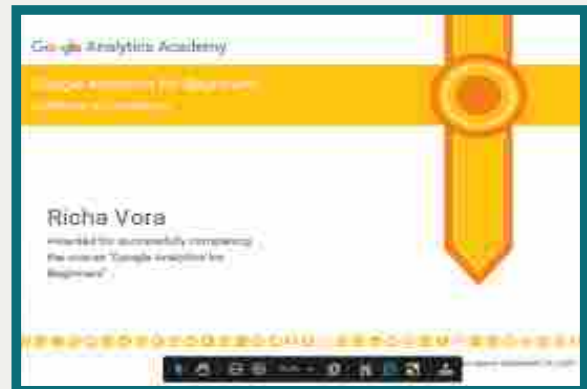 Google Analytics Academy
Google Analytics for Beginners
Richa Vora
Awarded for successfully completing
the course "Google Analytics for
Beginners"